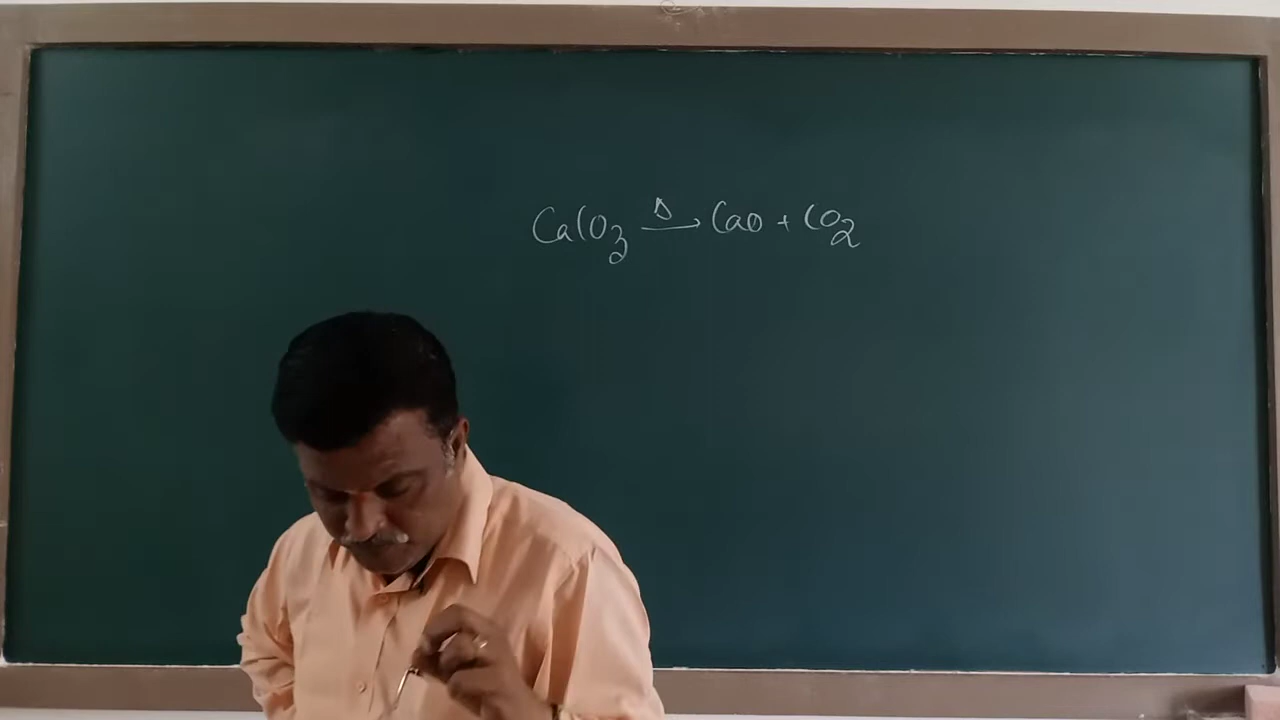 CaCO₃ —Δ→ CaO + CO₂